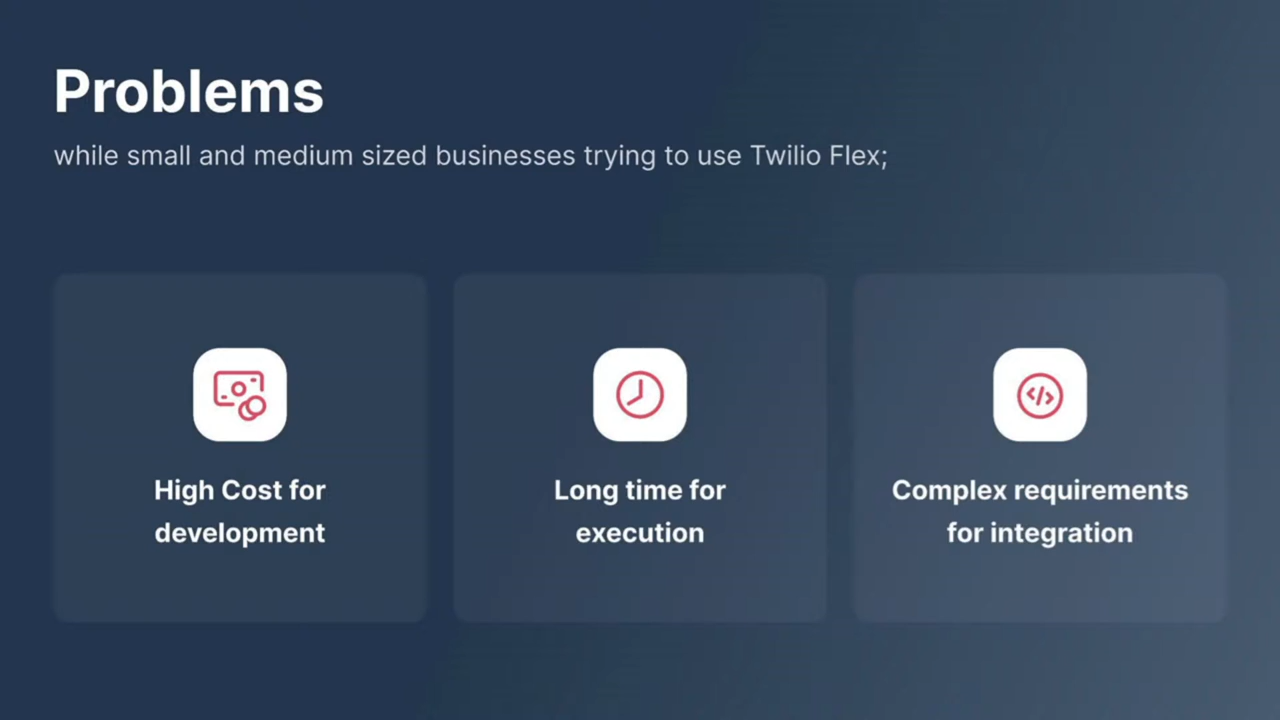 Problems
while small and medium sized businesses trying to use Twilio Flex;
High Cost for
development
Long time for
execution
Complex requirements
for integration